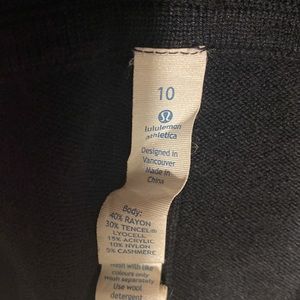 10
lululemon
athletica
Designed in
Vancouver
Made in
China
Body:
40% RAYON
30% TENCEL®
LYOCELL
15% ACRYLIC
10% NYLON
5% CASHMERE
Wash with like
colours only
Wash separately
Use wool
detergent